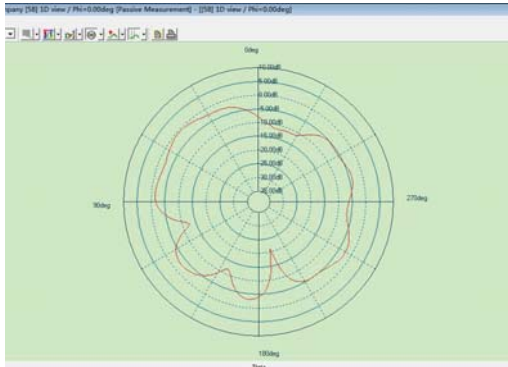 mpany [58] 1D view / Phi=0.00deg [Passive Measurement] - [[58] 1D view / Phi=0.00deg]
0deg
10.00dB
5.00dB
0.00dB
-5.00dB
-10.00dB
-15.00dB
-20.00dB
-25.00dB
-30.00dB
-35.00dB
90deg
270deg
180deg